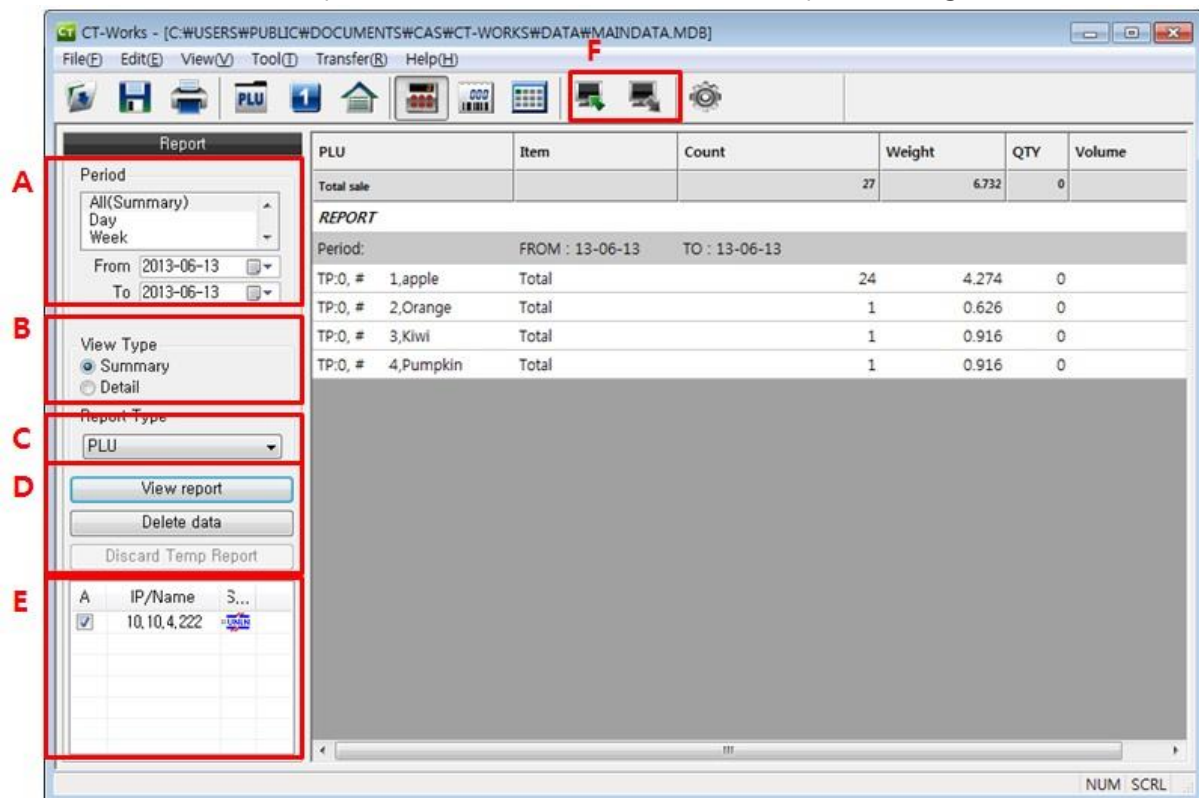 CT-Works - [C:₩USERS₩PUBLIC₩DOCUMENTS₩CAS₩CT-WORKS₩DATA₩MAINDATA.MDB]
File(F) Edit(E) View(V) Tool(T) Transfer(R) Help(H)
F
PLU 1 000
Report
A
Period
All(Summary)
Day
Week
From 2013-06-13
To 2013-06-13
B
View Type
Summary
Detail
Report Type
C
PLU
D
View report
Delete data
Discard Temp Report
E
A IP/Name S...
10,10,4,222 UNLN
PLU Item Count Weight QTY Volume
Total sale 27 6.732 0
REPORT
Period: FROM : 13-06-13 TO : 13-06-13
TP:0, # 1,apple Total 24 4.274 0
TP:0, # 2,Orange Total 1 0.626 0
TP:0, # 3,Kiwi Total 1 0.916 0
TP:0, # 4,Pumpkin Total 1 0.916 0
NUM SCRL